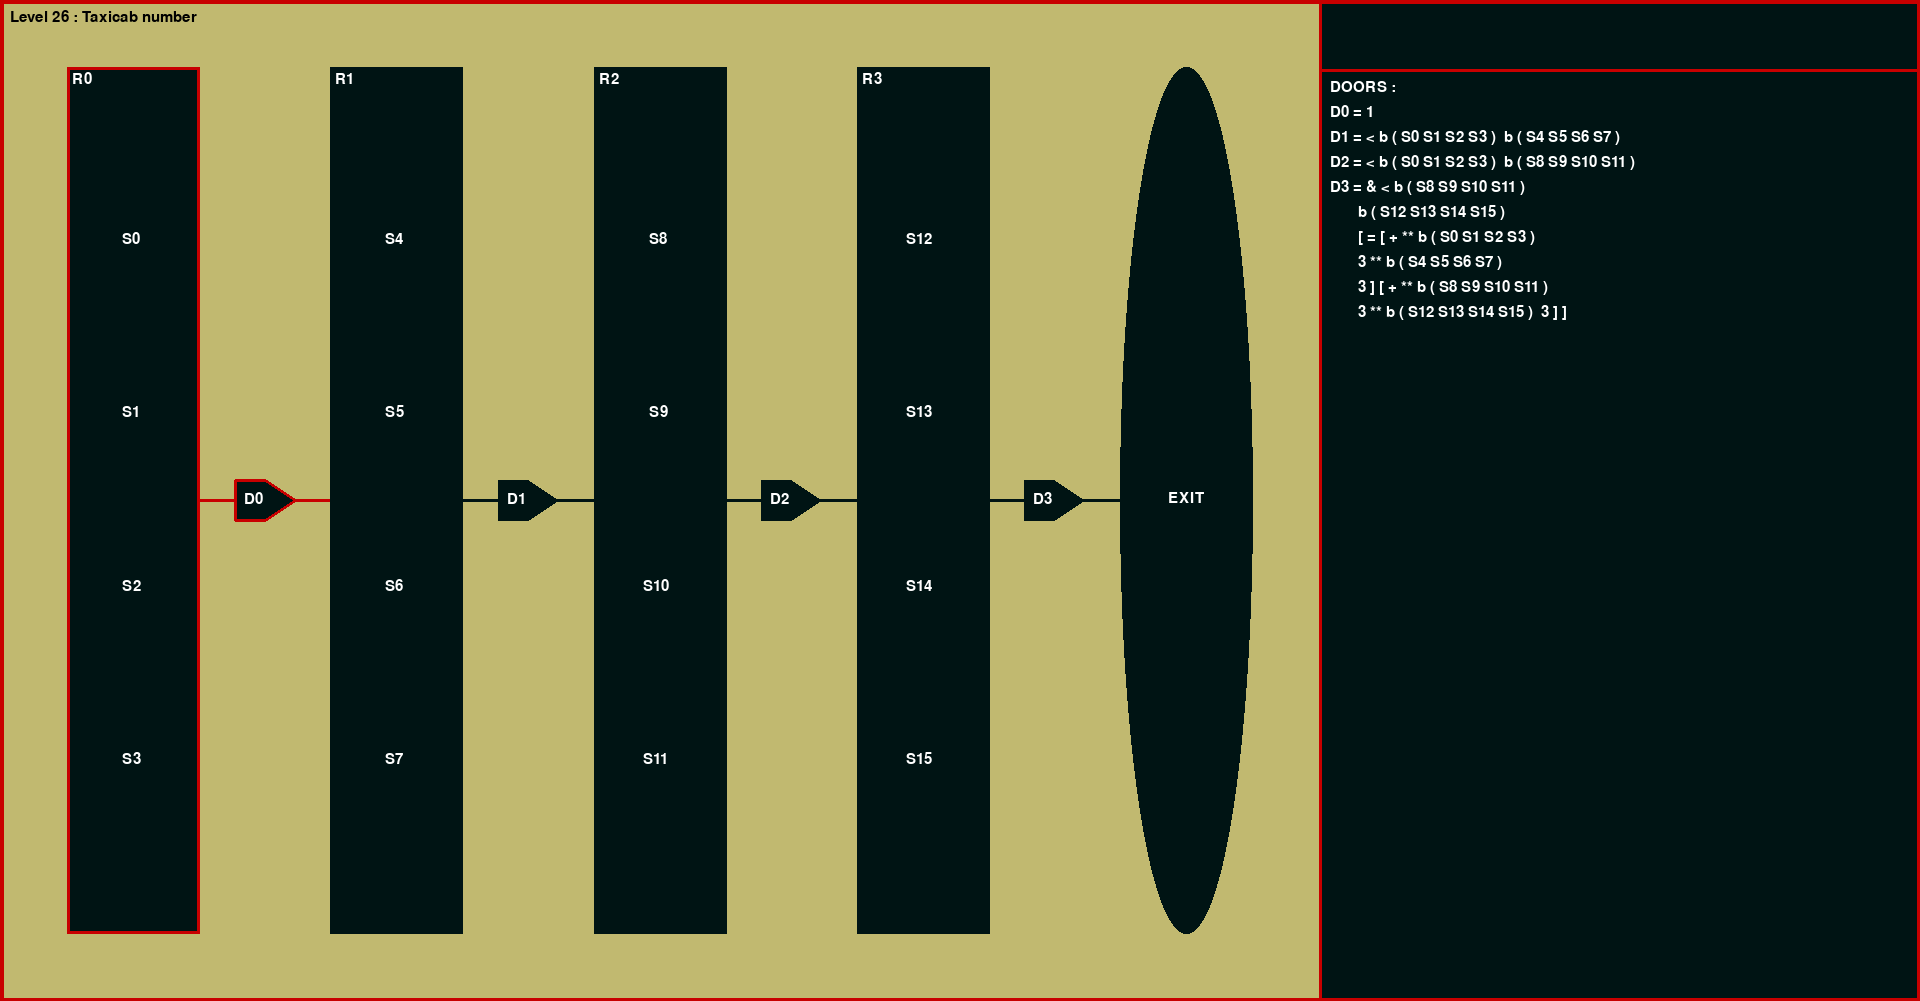 Level 26 : Taxicab number
R0
R1
R2
R3
S0
S4
S8
S12
S1
S5
S9
S13
D0
D1
D2
D3
EXIT
S2
S6
S10
S14
S3
S7
S11
S15
DOORS :
D0 = 1
D1 = < b ( S0 S1 S2 S3 ) b ( S4 S5 S6 S7 )
D2 = < b ( S0 S1 S2 S3 ) b ( S8 S9 S10 S11 )
D3 = & < b ( S8 S9 S10 S11 )
b ( S12 S13 S14 S15 )
[ = [ + ** b ( S0 S1 S2 S3 )
3 ** b ( S4 S5 S6 S7 )
3 ] [ + ** b ( S8 S9 S10 S11 )
3 ** b ( S12 S13 S14 S15 ) 3 ] ]